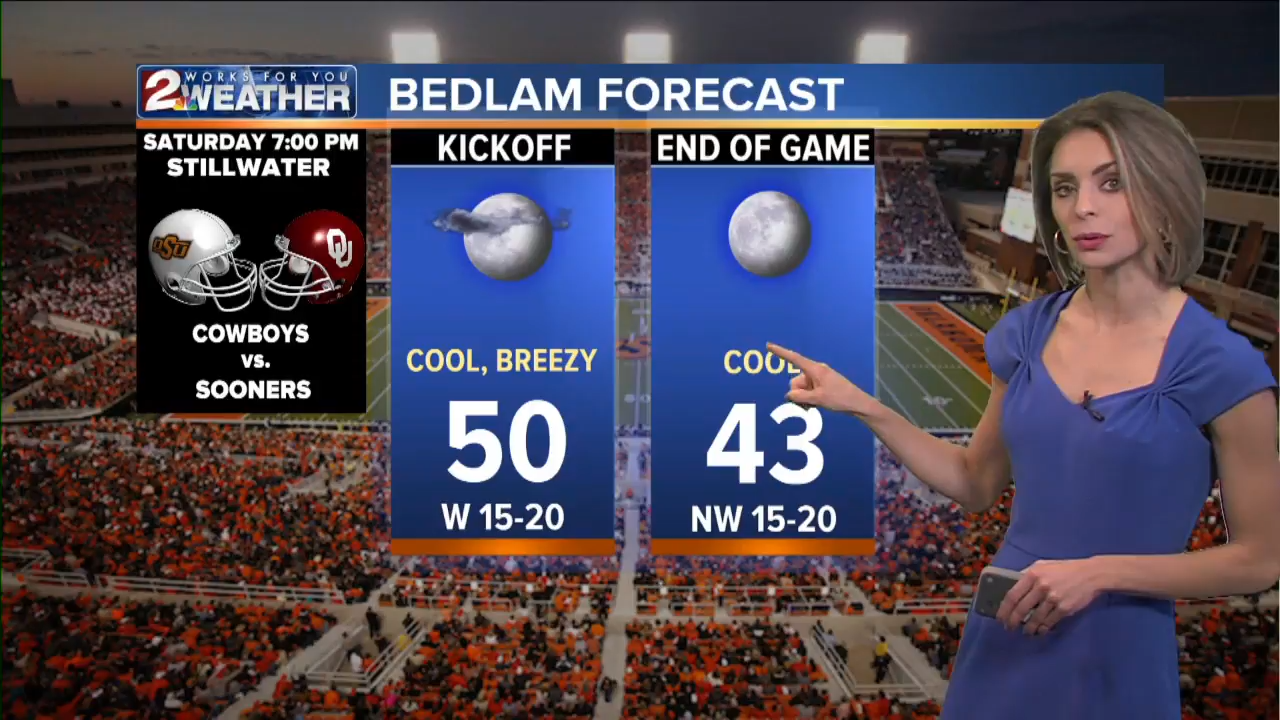 2 WORKS FOR YOU
WEATHER
BEDLAM FORECAST
SATURDAY 7:00 PM
STILLWATER
OSU
OU
COWBOYS
vs.
SOONERS
KICKOFF
COOL, BREEZY
50
W 15-20
END OF GAME
COOL
43
NW 15-20